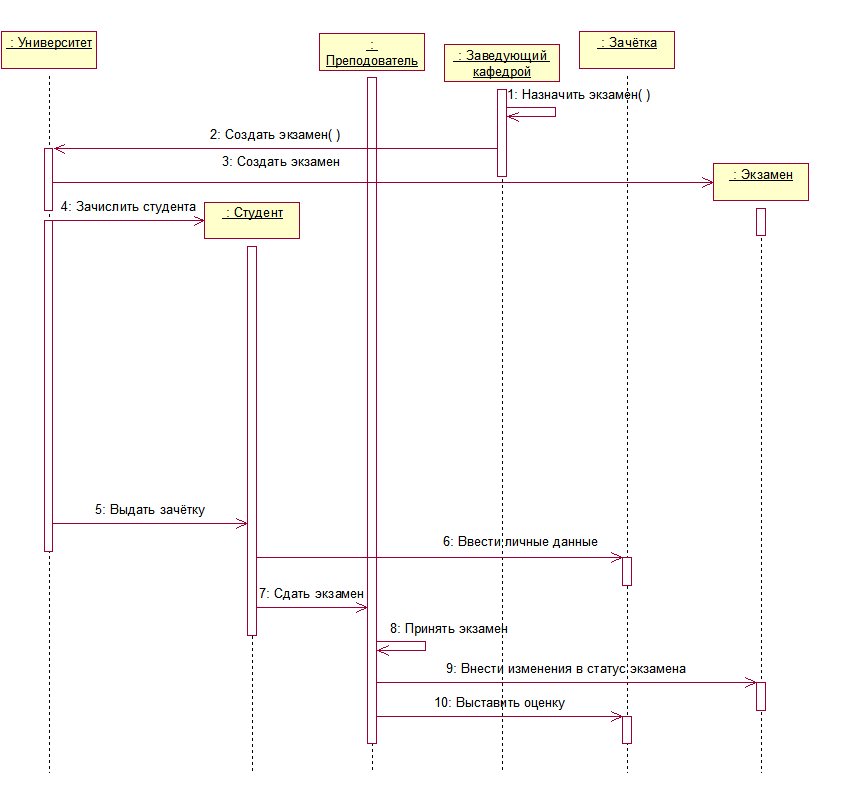 : Университет
:
Преподователь
: Заведующий
кафедрой
: Зачётка
1: Назначить экзамен( )
2: Создать экзамен( )
3: Создать экзамен
: Экзамен
4: Зачислить студента
: Студент
5: Выдать зачётку
6: Ввести личные данные
7: Сдать экзамен
8: Принять экзамен
9: Внести изменения в статус экзамена
10: Выставить оценку